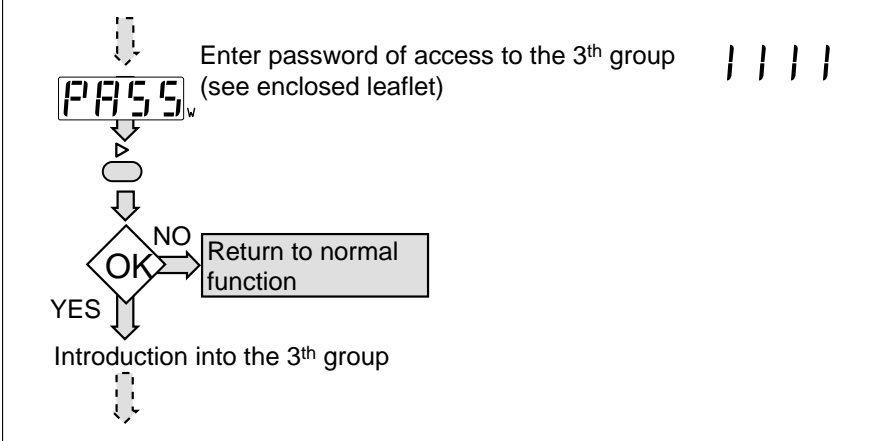 Enter password of access to the 3th group
1111
(see enclosed leaflet)
PASS
W
NO
OK
Return to normal
function
YES
Introduction into the 3th group